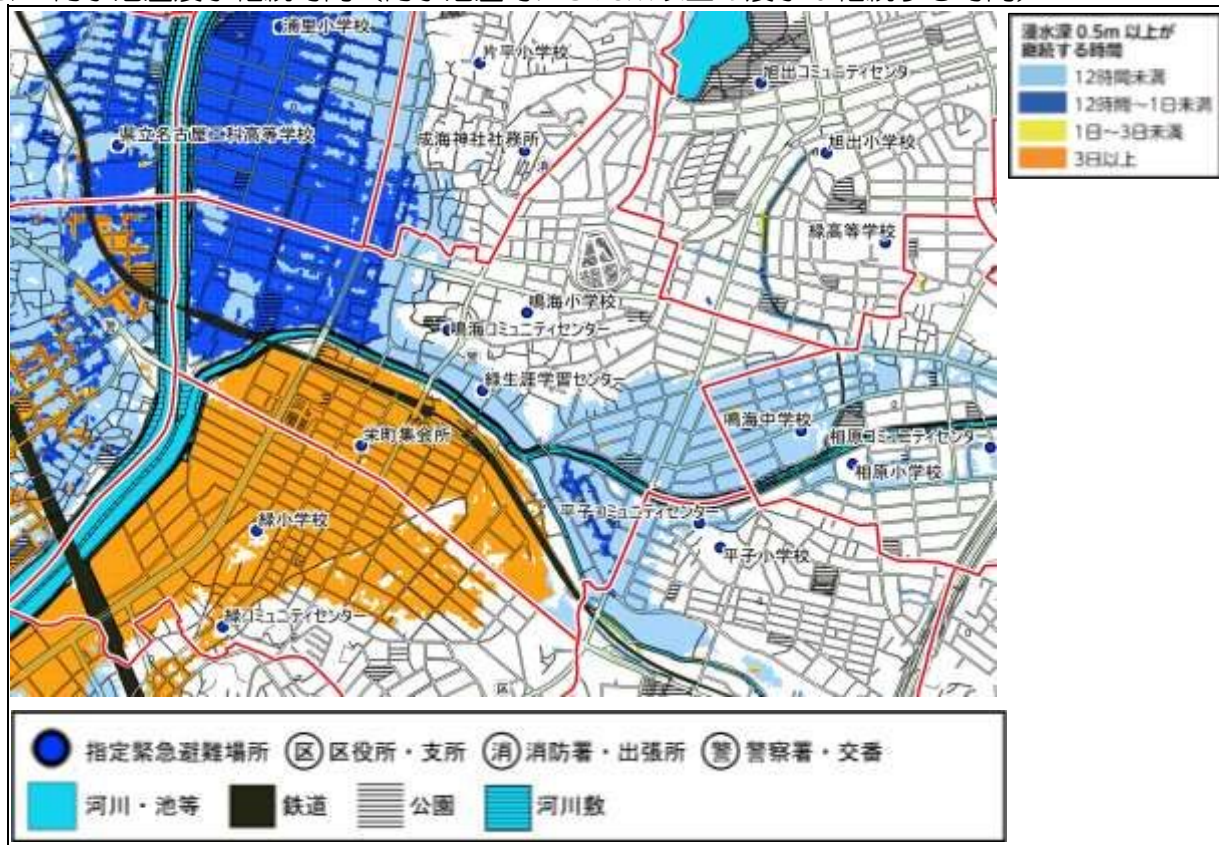 浦里小学校
片平小学校
旭出コミュニティセンター
県立名古屋工科高等学校
成海神社社務所
旭出小学校
緑高等学校
鳴海小学校
鳴海コミュニティセンター
緑生涯学習センター
栄町集会所
鳴海中学校
相原コミュニティセンター
相原小学校
緑小学校
平子コミュニティセンター
平子小学校
緑コミュニティセンター
区
浸水深 0.5m 以上が
継続する時間
12時間未満
12時間～1日未満
1日～3日未満
3日以上
指定緊急避難場所 区 区役所・支所 消 消防署・出張所 警 警察署・交番
河川・池等 鉄道 公園 河川敷